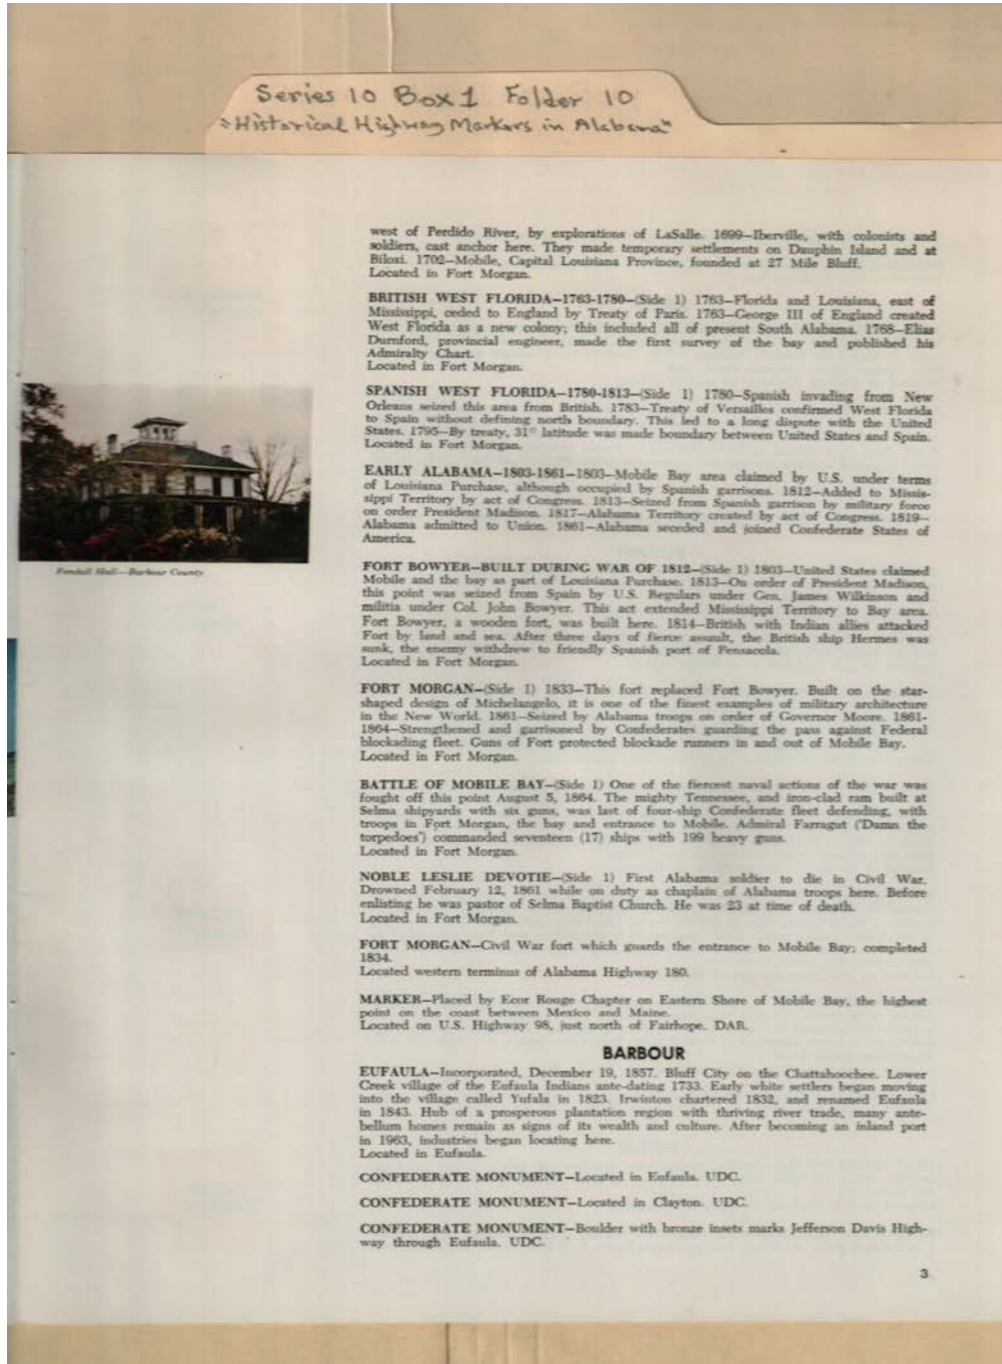 Series 10 Box 1 Folder 10
"Historical Highway Markers in Alabama"
west of Perdido River, by explorations of LaSalle. 1699—Iberville, with colonists and
soldiers, cast anchor here. They made temporary settlements on Dauphin Island and at
Biloxi. 1702—Mobile, Capital Louisiana Province, founded at 27 Mile Bluff.
Located in Fort Morgan.
BRITISH WEST FLORIDA—1763-1780—(Side 1) 1763—Florida and Louisiana, east of
Mississippi, ceded to England by Treaty of Paris. 1763—George III of England created
West Florida as a new colony; this included all of present South Alabama. 1768—Elias
Durnford, provincial engineer, made the first survey of the bay and published his
Admiralty Chart.
Located in Fort Morgan.
SPANISH WEST FLORIDA—1780-1813—(Side 1) 1780—Spanish invading from New
Orleans seized this area from British. 1783—Treaty of Versailles confirmed West Florida
to Spain without defining north boundary. This led to a long dispute with the United
States. 1795—By treaty, 31° latitude was made boundary between United States and Spain.
Located in Fort Morgan.
EARLY ALABAMA—1803-1861—1803—Mobile Bay area claimed by U.S. under terms
of Louisiana Purchase, although occupied by Spanish garrisons. 1812—Added to Missis-
sippi Territory by act of Congress. 1813—Seized from Spanish garrison by military force
on order President Madison. 1817—Alabama Territory created by act of Congress. 1819—
Alabama admitted to Union. 1861—Alabama seceded and joined Confederate States of
America.
Fendall Hall—Barbour County
FORT BOWYER—BUILT DURING WAR OF 1812—(Side 1) 1803—United States claimed
Mobile and the bay as part of Louisiana Purchase. 1813—On order of President Madison,
this point was seized from Spain by U.S. Regulars under Gen. James Wilkinson and
militia under Col. John Bowyer. This act extended Mississippi Territory to Bay area.
Fort Bowyer, a wooden fort, was built here. 1814—British with Indian allies attacked
Fort by land and sea. After three days of fierce assault, the British ship Hermes was
sunk, the enemy withdrew to friendly Spanish port of Pensacola.
Located in Fort Morgan.
FORT MORGAN—(Side 1) 1833—This fort replaced Fort Bowyer. Built on the star-
shaped design of Michelangelo, it is one of the finest examples of military architecture
in the New World. 1861—Seized by Alabama troops on order of Governor Moore. 1861-
1864—Strengthened and garrisoned by Confederates guarding the pass against Federal
blockading fleet. Guns of Fort protected blockade runners in and out of Mobile Bay.
Located in Fort Morgan.
BATTLE OF MOBILE BAY—(Side 1) One of the fiercest naval actions of the war was
fought off this point August 5, 1864. The mighty Tennessee, and iron-clad ram built at
Selma shipyards with six guns, was last of four-ship Confederate fleet defending, with
troops in Fort Morgan, the bay and entrance to Mobile. Admiral Farragut ('Damn the
torpedoes') commanded seventeen (17) ships with 199 heavy guns.
Located in Fort Morgan.
NOBLE LESLIE DEVOTIE—(Side 1) First Alabama soldier to die in Civil War.
Drowned February 12, 1861 while on duty as chaplain of Alabama troops here. Before
enlisting he was pastor of Selma Baptist Church. He was 23 at time of death.
Located in Fort Morgan.
FORT MORGAN—Civil War fort which guards the entrance to Mobile Bay; completed
1834.
Located western terminus of Alabama Highway 180.
MARKER—Placed by Ecor Rouge Chapter on Eastern Shore of Mobile Bay, the highest
point on the coast between Mexico and Maine.
Located on U.S. Highway 98, just north of Fairhope. DAR.
BARBOUR
EUFAULA—Incorporated, December 19, 1857. Bluff City on the Chattahoochee. Lower
Creek village of the Eufaula Indians ante-dating 1733. Early white settlers began moving
into the village called Yufala in 1823. Irwinton chartered 1832, and renamed Eufaula
in 1843. Hub of a prosperous plantation region with thriving river trade, many ante-
bellum homes remain as signs of its wealth and culture. After becoming an inland port
in 1963, industries began locating here.
Located in Eufaula.
CONFEDERATE MONUMENT—Located in Eufaula. UDC.
CONFEDERATE MONUMENT—Located in Clayton. UDC.
CONFEDERATE MONUMENT—Boulder with bronze insets marks Jefferson Davis High-
way through Eufaula. UDC.
3